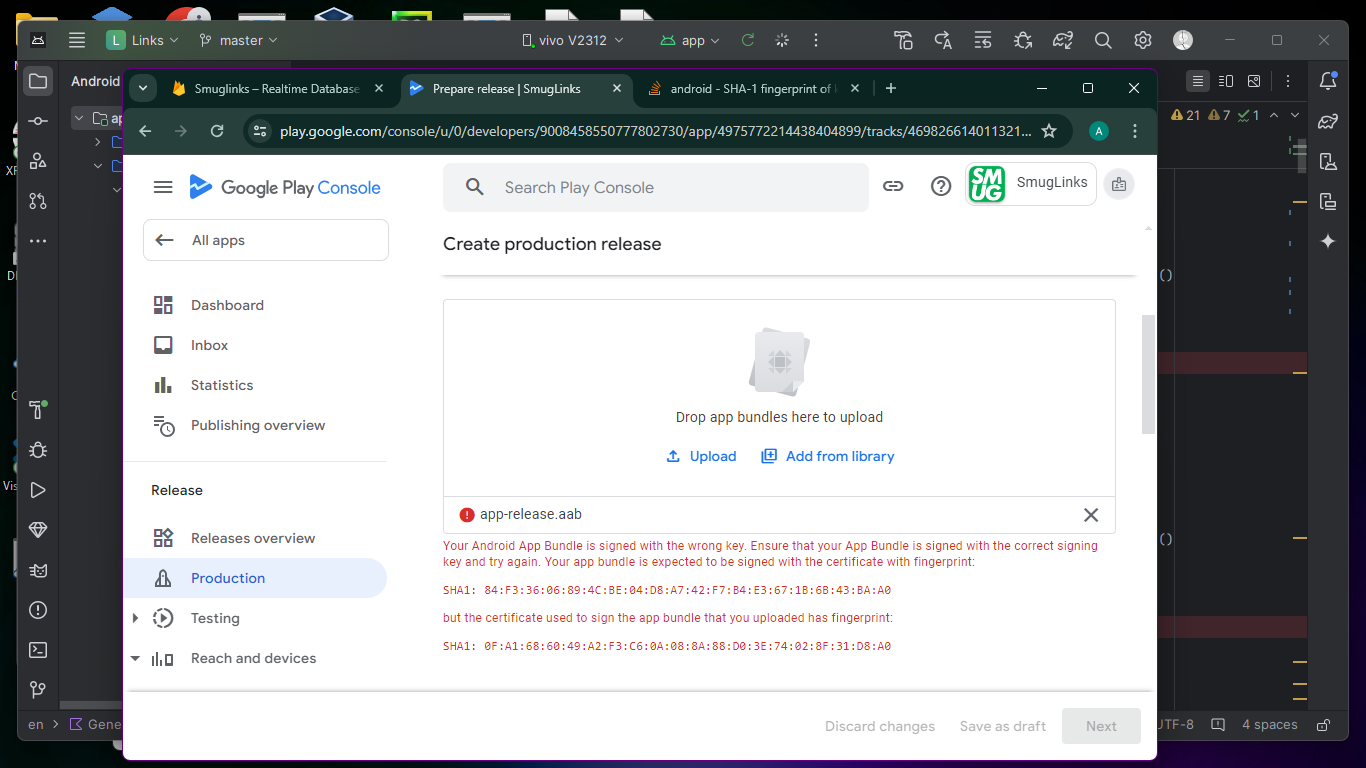 L Links master vivo V2312 app
Android
Smuglinks – Realtime Database
Prepare release | SmugLinks
android - SHA-1 fingerprint of
play.google.com/console/u/0/developers/9008458550777802730/app/4975772214438404899/tracks/469826614011321...
A
21 7 1
Google Play Console
Search Play Console
SMUG
SmugLinks
All apps
Create production release
Dashboard
Inbox
Statistics
Publishing overview
Release
Releases overview
Production
Testing
Reach and devices
Drop app bundles here to upload
Upload Add from library
app-release.aab
Your Android App Bundle is signed with the wrong key. Ensure that your App Bundle is signed with the correct signing
key and try again. Your app bundle is expected to be signed with the certificate with fingerprint:
SHA1: 84:F3:36:06:89:4C:BE:04:D8:A7:42:F7:B4:E3:67:1B:6B:43:BA:A0
but the certificate used to sign the app bundle that you uploaded has fingerprint:
SHA1: 0F:A1:68:60:49:A2:F3:C6:0A:08:8A:88:D0:3E:74:02:8F:31:D8:A0
Discard changes Save as draft Next
()
()
en Gene
UTF-8 4 spaces